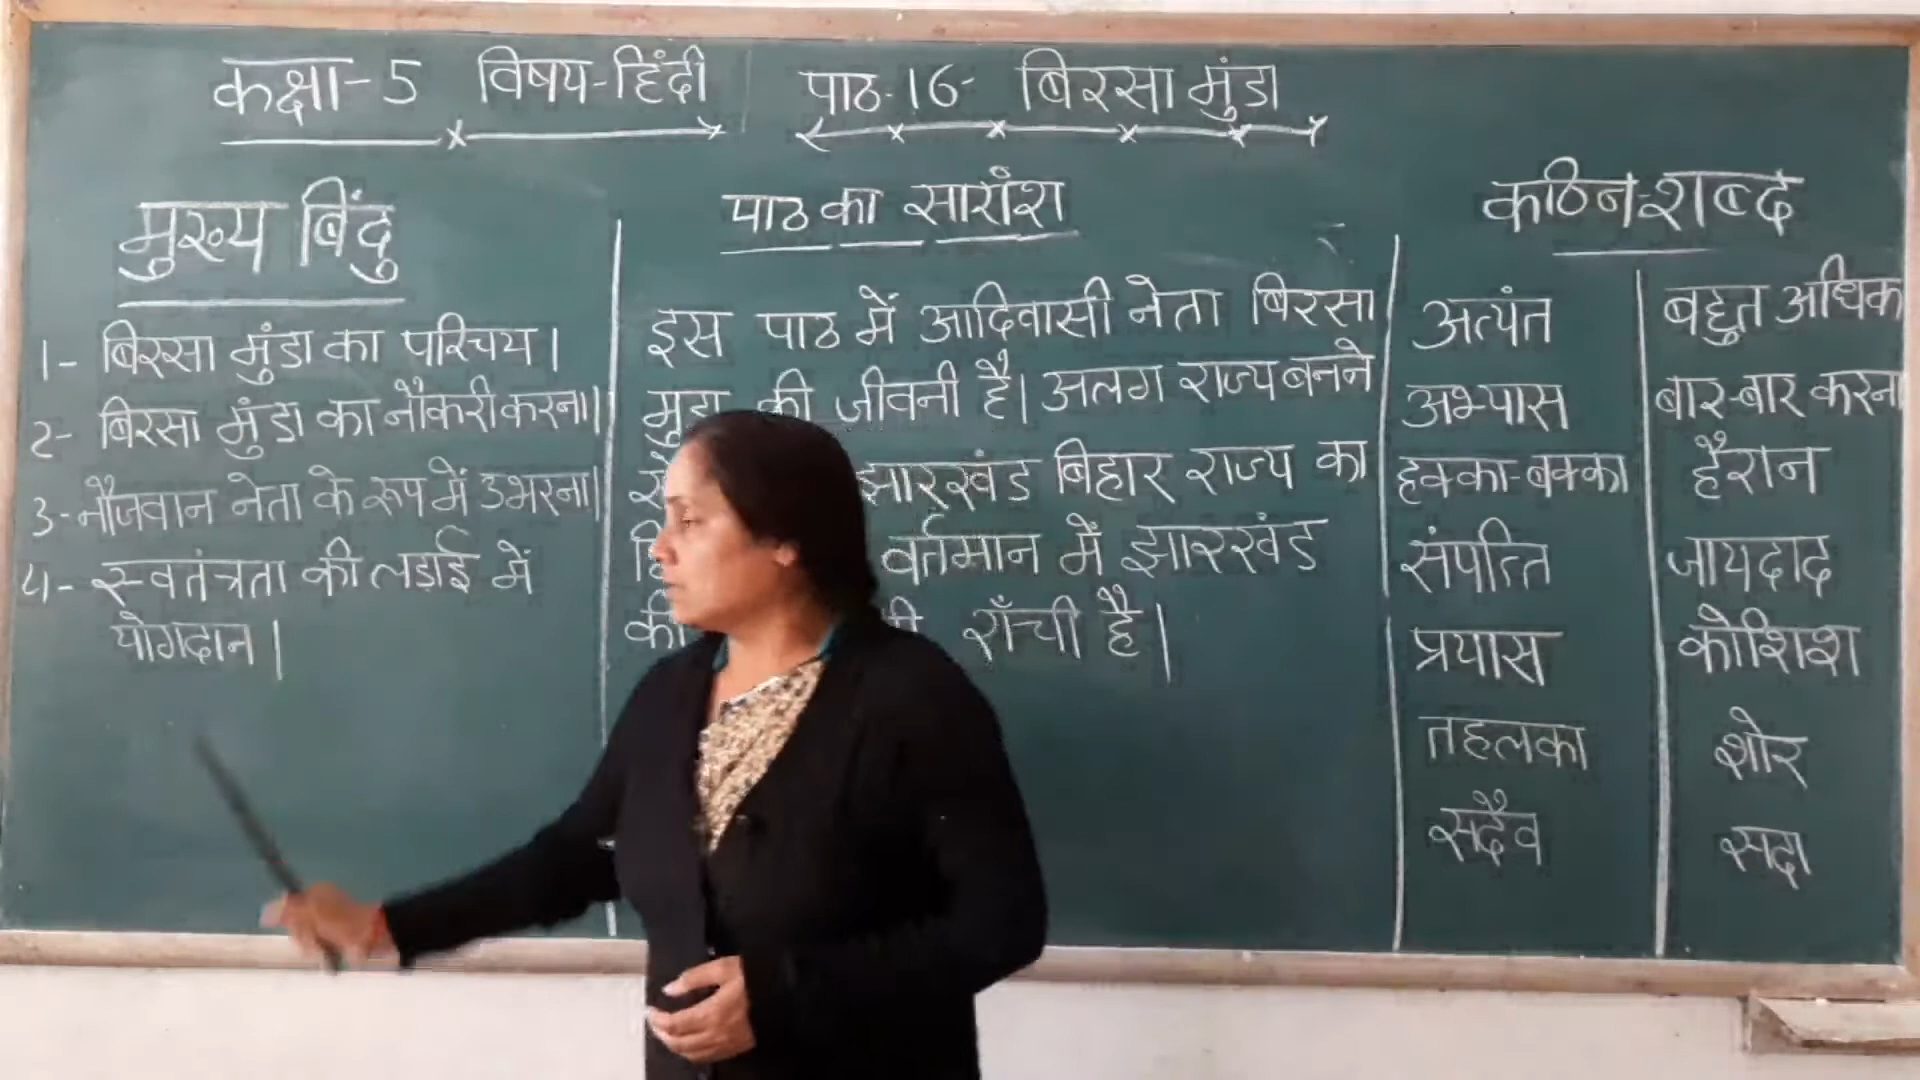 कक्षा-5 विषय-हिंदी पाठ-16- बिरसा मुंडा
मुख्य बिंदु
1- बिरसा मुंडा का परिचय।
2- बिरसा मुंडा का नौकरी करना।
3- नौजवान नेता के रूप में उभरना।
4- स्वतंत्रता की लडाई में
योगदान।
पाठ का सारांश
इस पाठ में आदिवासी नेता बिरसा
मुंडा की जीवनी है। अलग राज्य बनने
झारखंड बिहार राज्य का
वर्तमान में झारखंड
की राँची है।
कठिन-शब्द
अत्यंत बहुत अधिक
अभ्यास बार-बार करना
हक्का-बक्का हैरान
संपत्ति जायदाद
प्रयास कोशिश
तहलका शोर
सदैव सदा